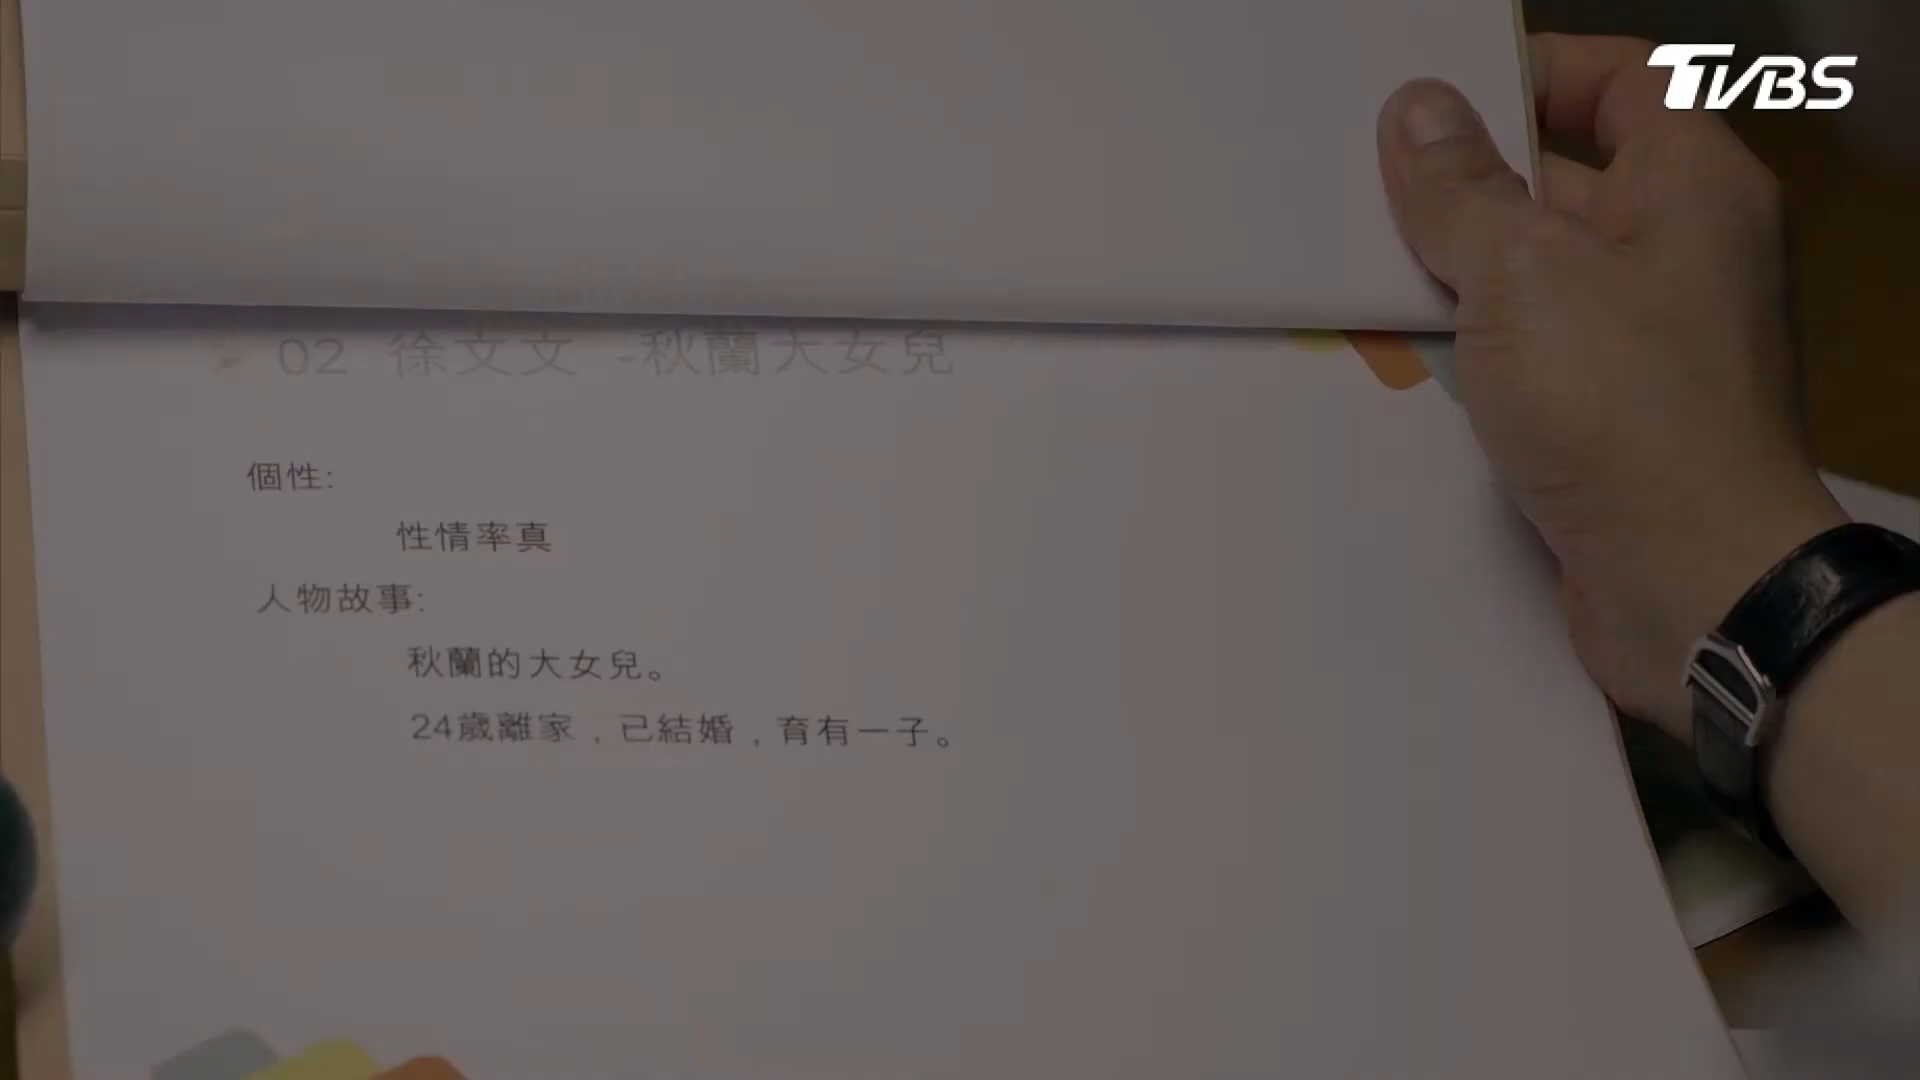 TVBS
02 徐文文 -秋蘭大女兒
個性:
性情率真
人物故事:
秋蘭的大女兒。
24歲離家，已結婚，育有一子。